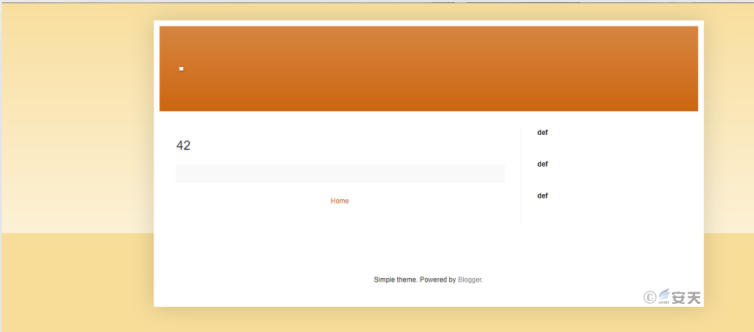 .
42
Home
def
def
def
Simple theme. Powered by Blogger.
© 安天